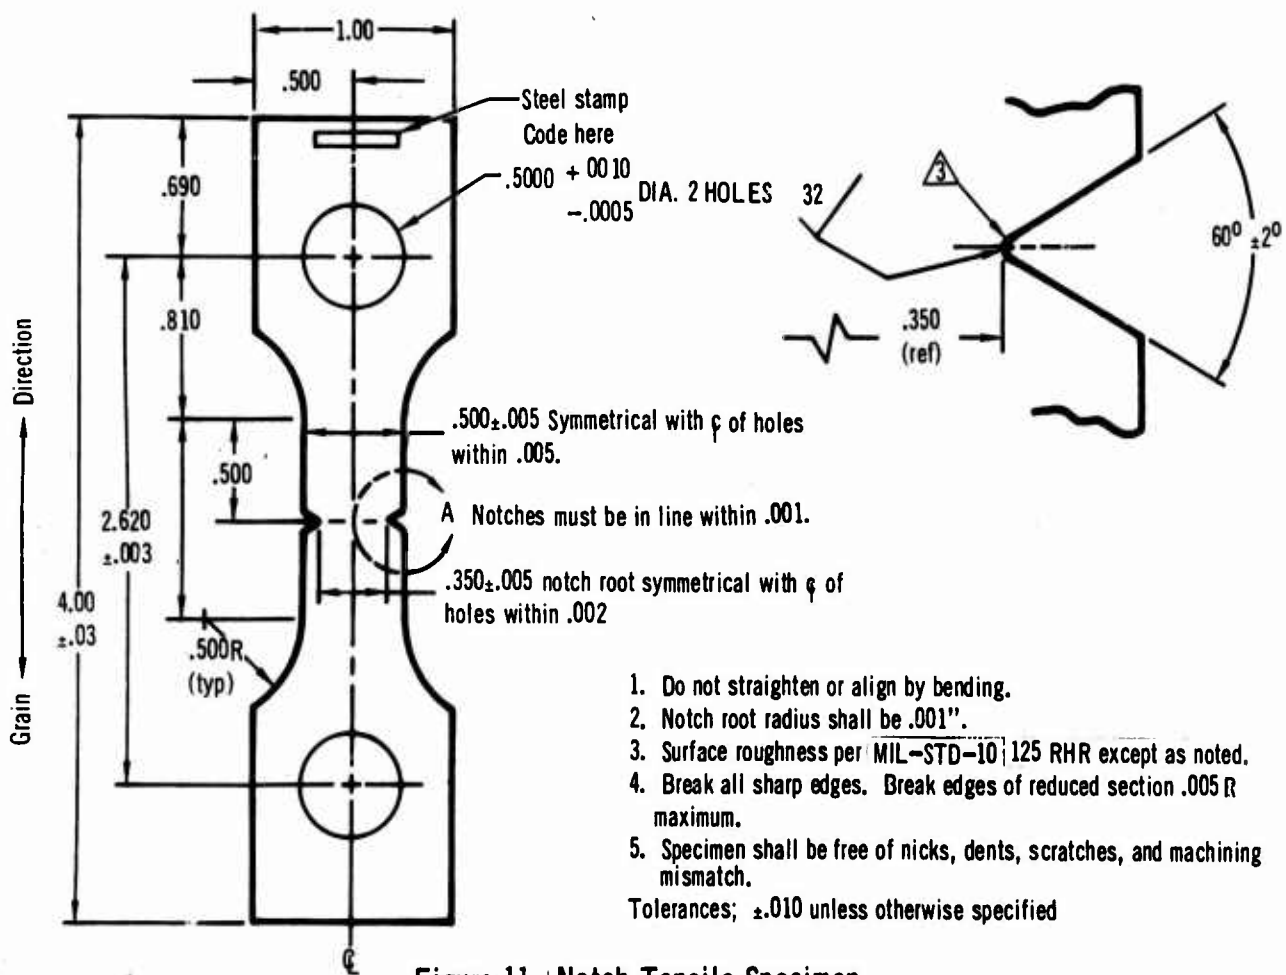 1.00
.500
Steel stamp
Code here
.5000 +0010
-.0005 DIA. 2 HOLES
.690
.810
Grain Direction
.500±.005 Symmetrical with ℄ of holes
within .005.
.500
A Notches must be in line within .001.
2.620
±.003
.350±.005 notch root symmetrical with ℄ of
holes within .002
4.00
±.03
.500R
(typ)
32
3
60° ±2°
.350
(ref)
1. Do not straighten or align by bending.
2. Notch root radius shall be .001".
3. Surface roughness per MIL-STD-10 125 RHR except as noted.
4. Break all sharp edges. Break edges of reduced section .005 R
maximum.
5. Specimen shall be free of nicks, dents, scratches, and machining
mismatch.
Tolerances; ±.010 unless otherwise specified
℄
Figure 11. Notch Tensile Specimen